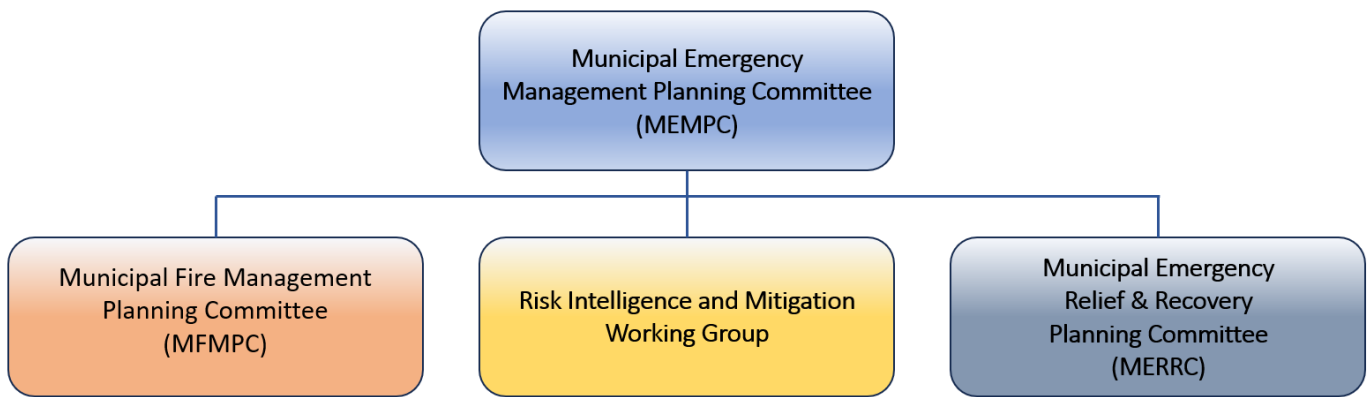 Municipal Emergency
Management Planning Committee
(MEMPC)
Municipal Fire Management
Planning Committee
(MFMPC)
Risk Intelligence and Mitigation
Working Group
Municipal Emergency
Relief & Recovery
Planning Committee
(MERRC)